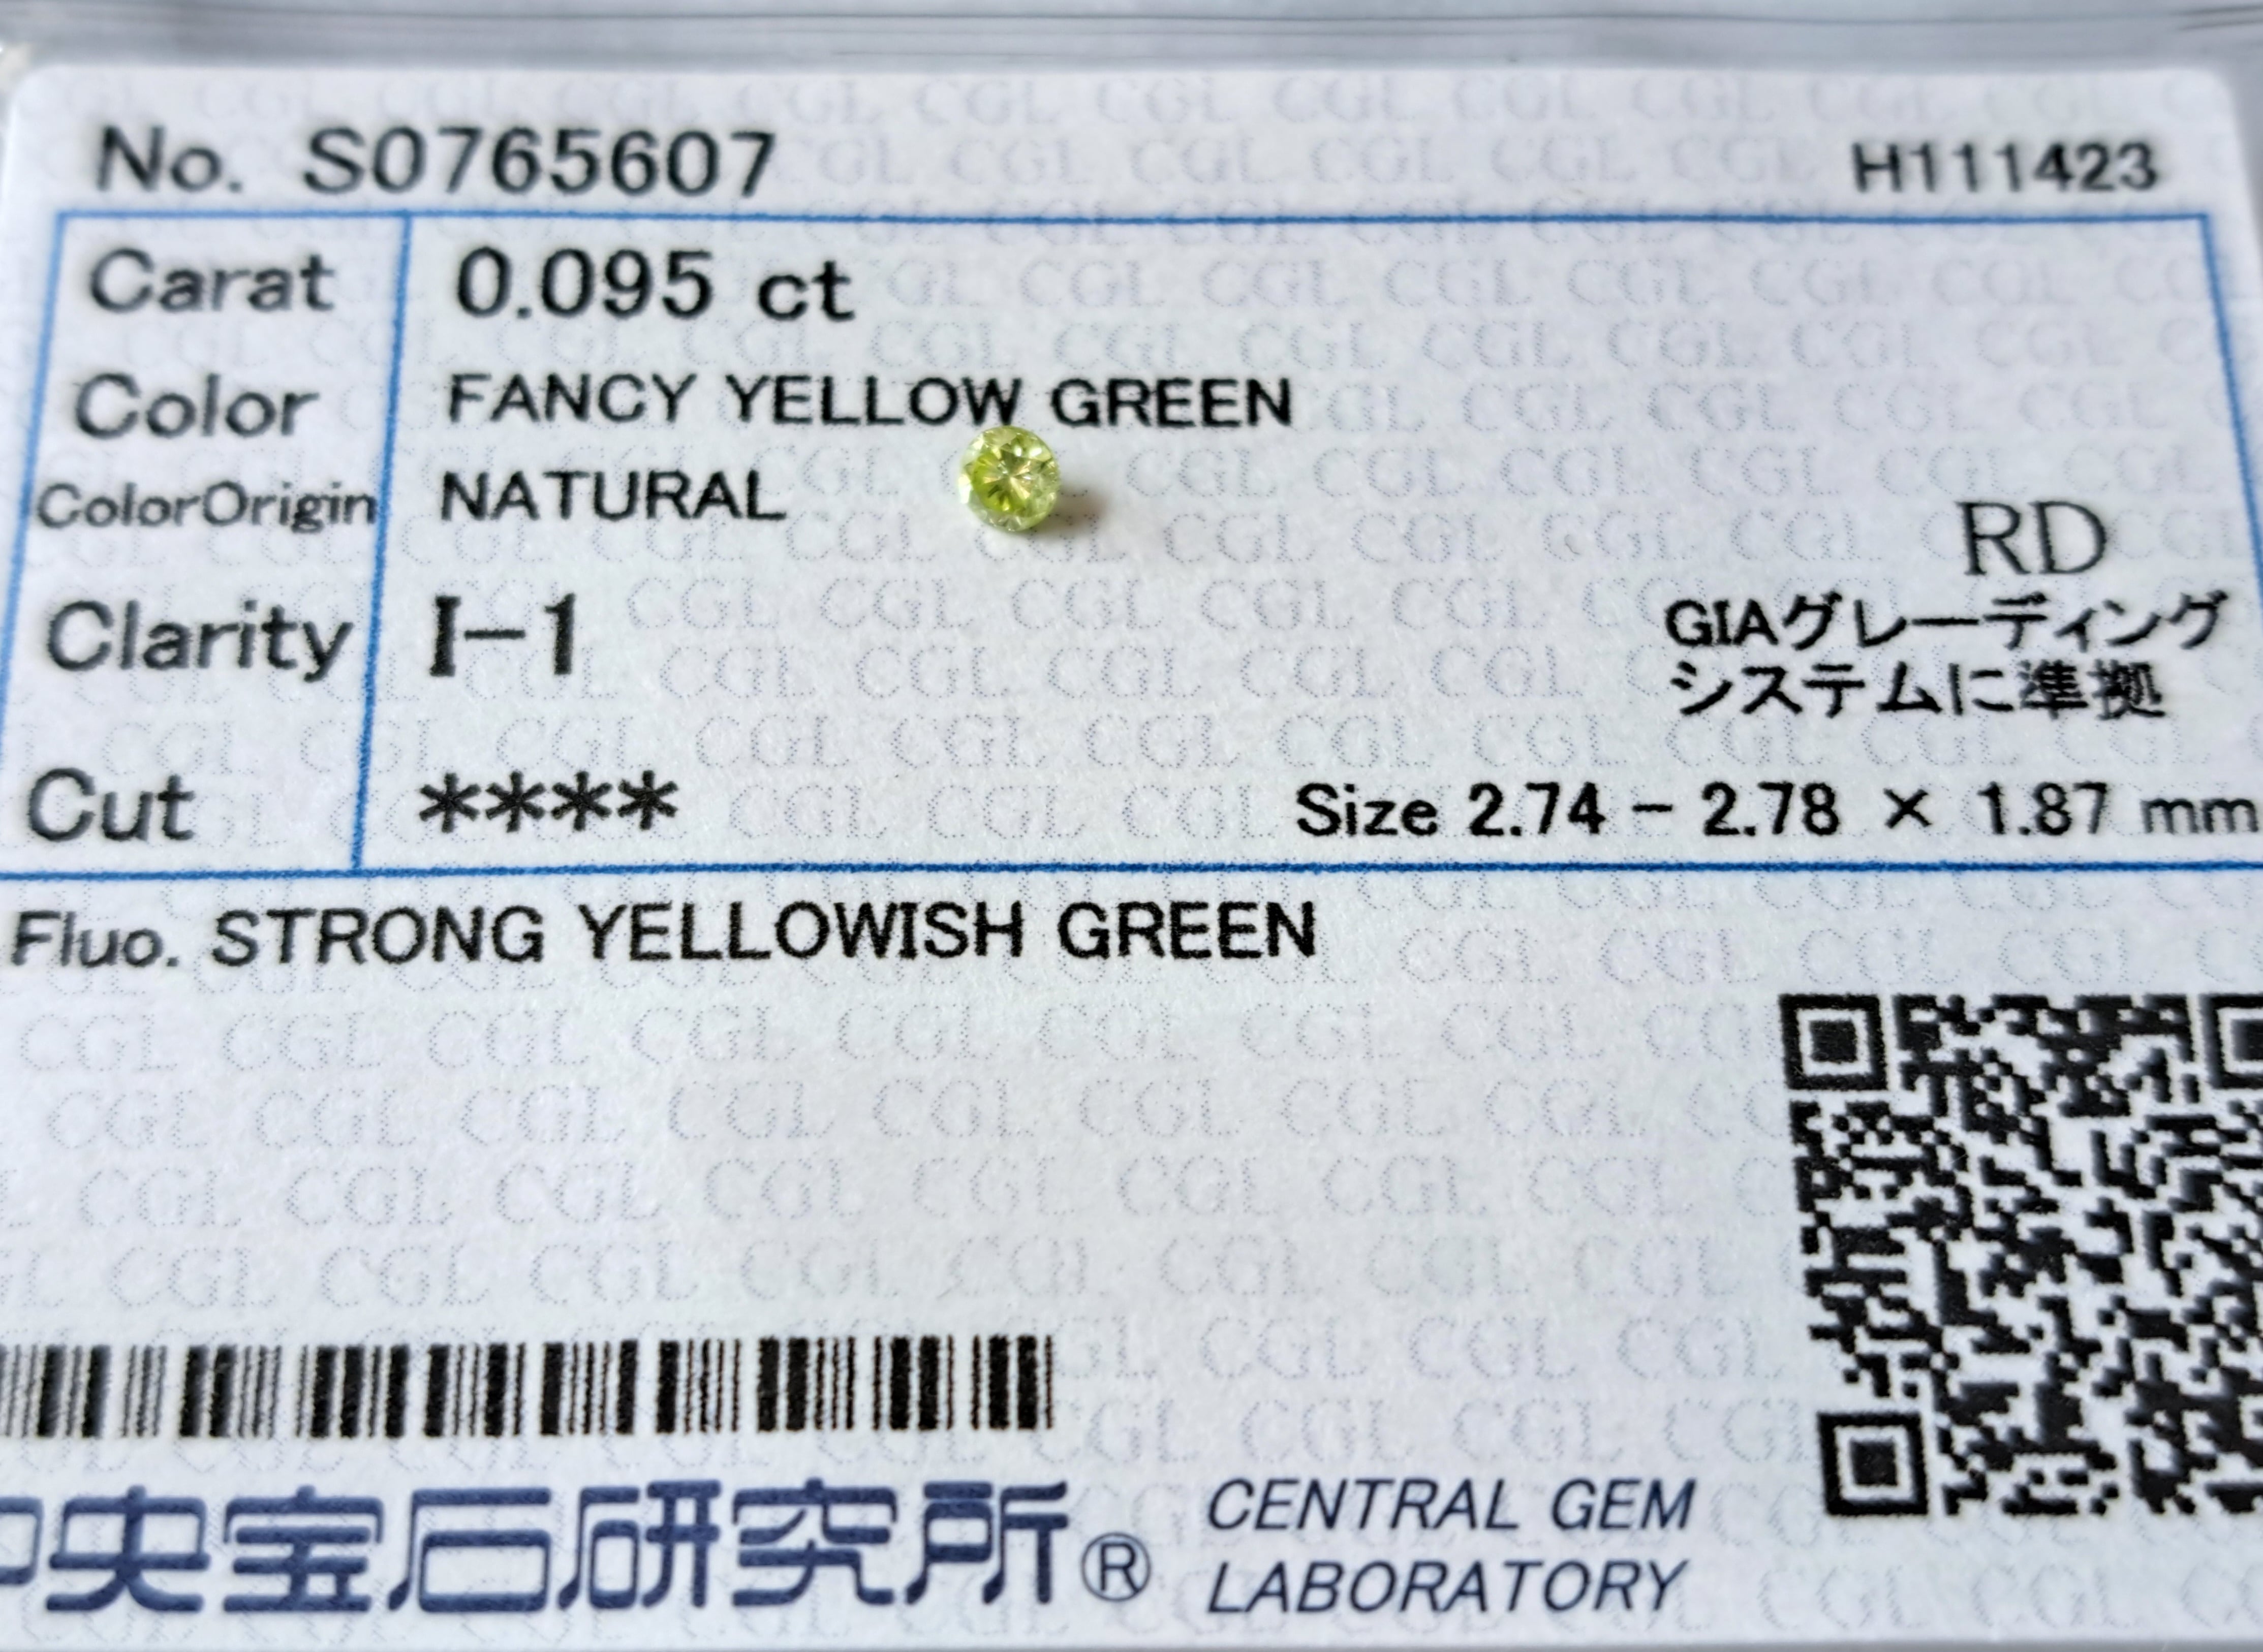 No. S0765607 H111423
Carat 0.095 ct
Color FANCY YELLOW GREEN
ColorOrigin NATURAL
RD
Clarity I-1
GIAグレーディング
システムに準拠
Cut **** Size 2.74 - 2.78 × 1.87 mm
Fluo. STRONG YELLOWISH GREEN
中央宝石研究所® CENTRAL GEM
LABORATORY